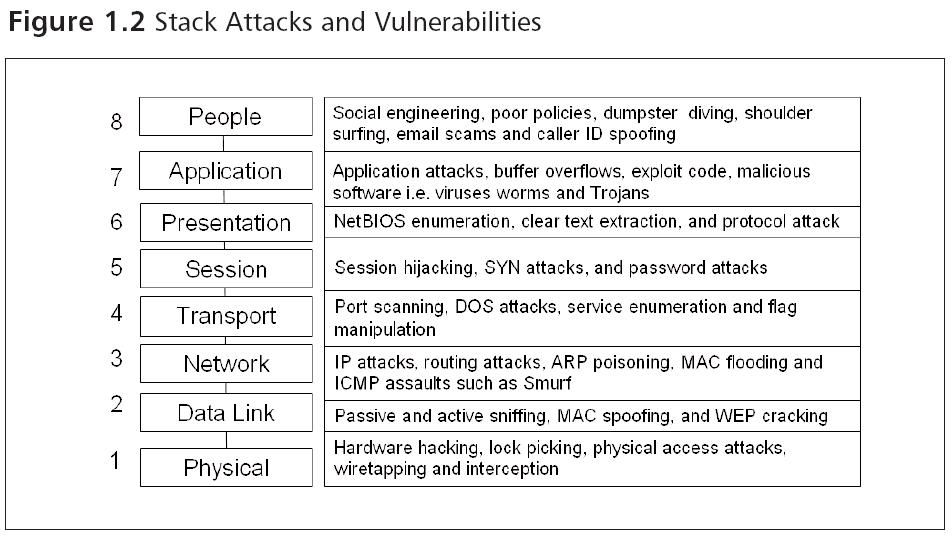 Figure 1.2 Stack Attacks and Vulnerabilities
8 People Social engineering, poor policies, dumpster diving, shoulder
surfing, email scams and caller ID spoofing
7 Application Application attacks, buffer overflows, exploit code, malicious
software i.e. viruses worms and Trojans
6 Presentation NetBIOS enumeration, clear text extraction, and protocol attack
5 Session Session hijacking, SYN attacks, and password attacks
4 Transport Port scanning, DOS attacks, service enumeration and flag
manipulation
3 Network IP attacks, routing attacks, ARP poisoning, MAC flooding and
ICMP assaults such as Smurf
2 Data Link Passive and active sniffing, MAC spoofing, and WEP cracking
1 Physical Hardware hacking, lock picking, physical access attacks,
wiretapping and interception